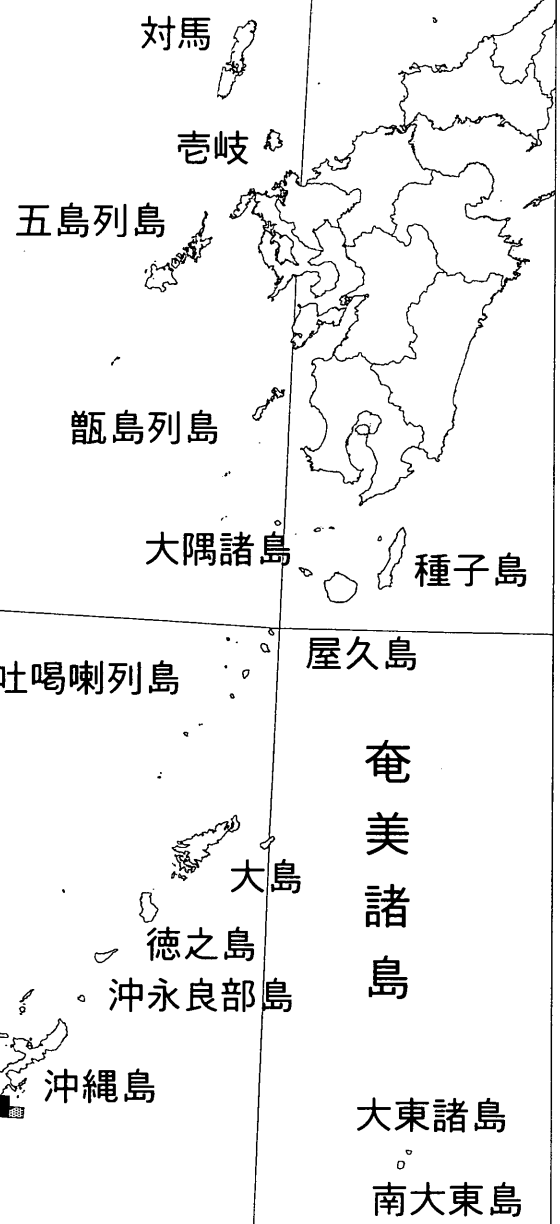 対馬
壱岐
五島列島
甑島列島
大隅諸島
種子島
屋久島
吐喝喇列島
奄美諸島
大島
徳之島
沖永良部島
沖縄島
大東諸島
南大東島